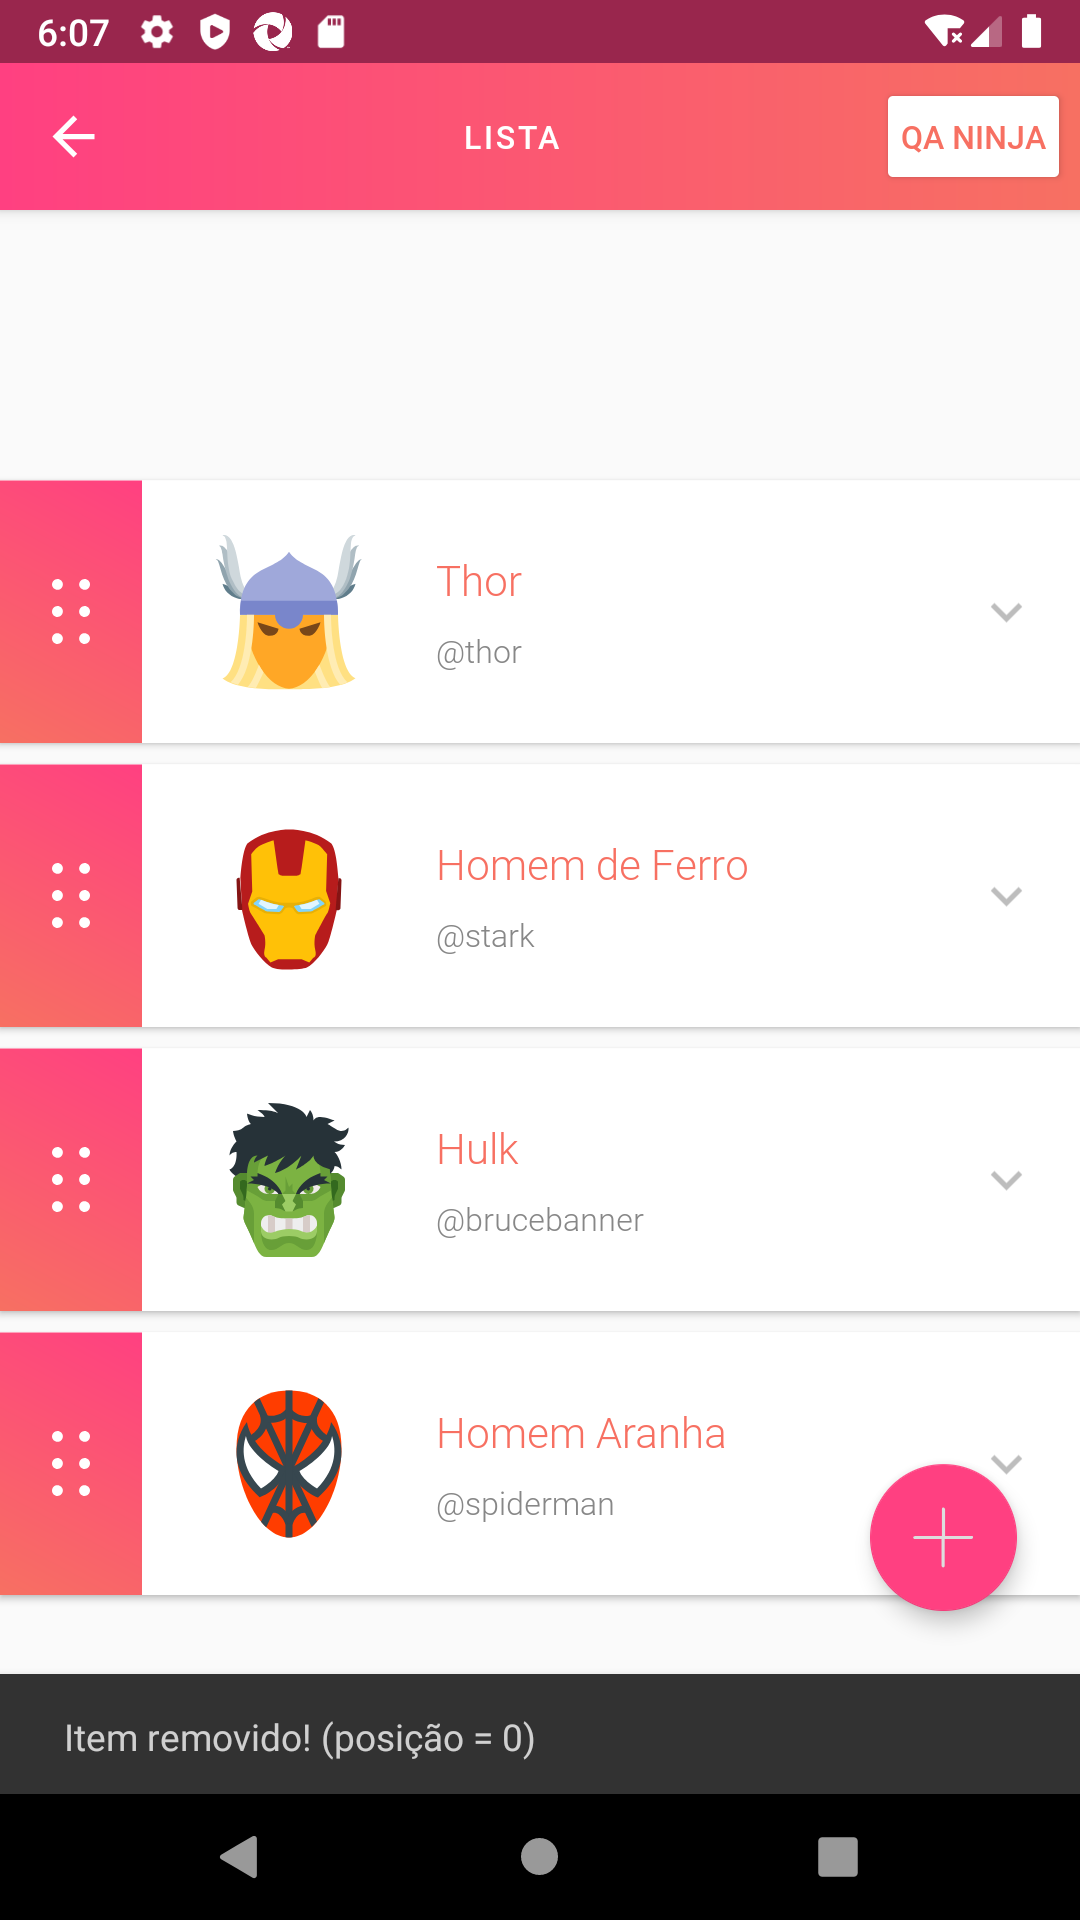 6:07
LISTA
QA NINJA
Thor
@thor
Homem de Ferro
@stark
Hulk
@brucebanner
Homem Aranha
@spiderman
Item removido! (posição = 0)